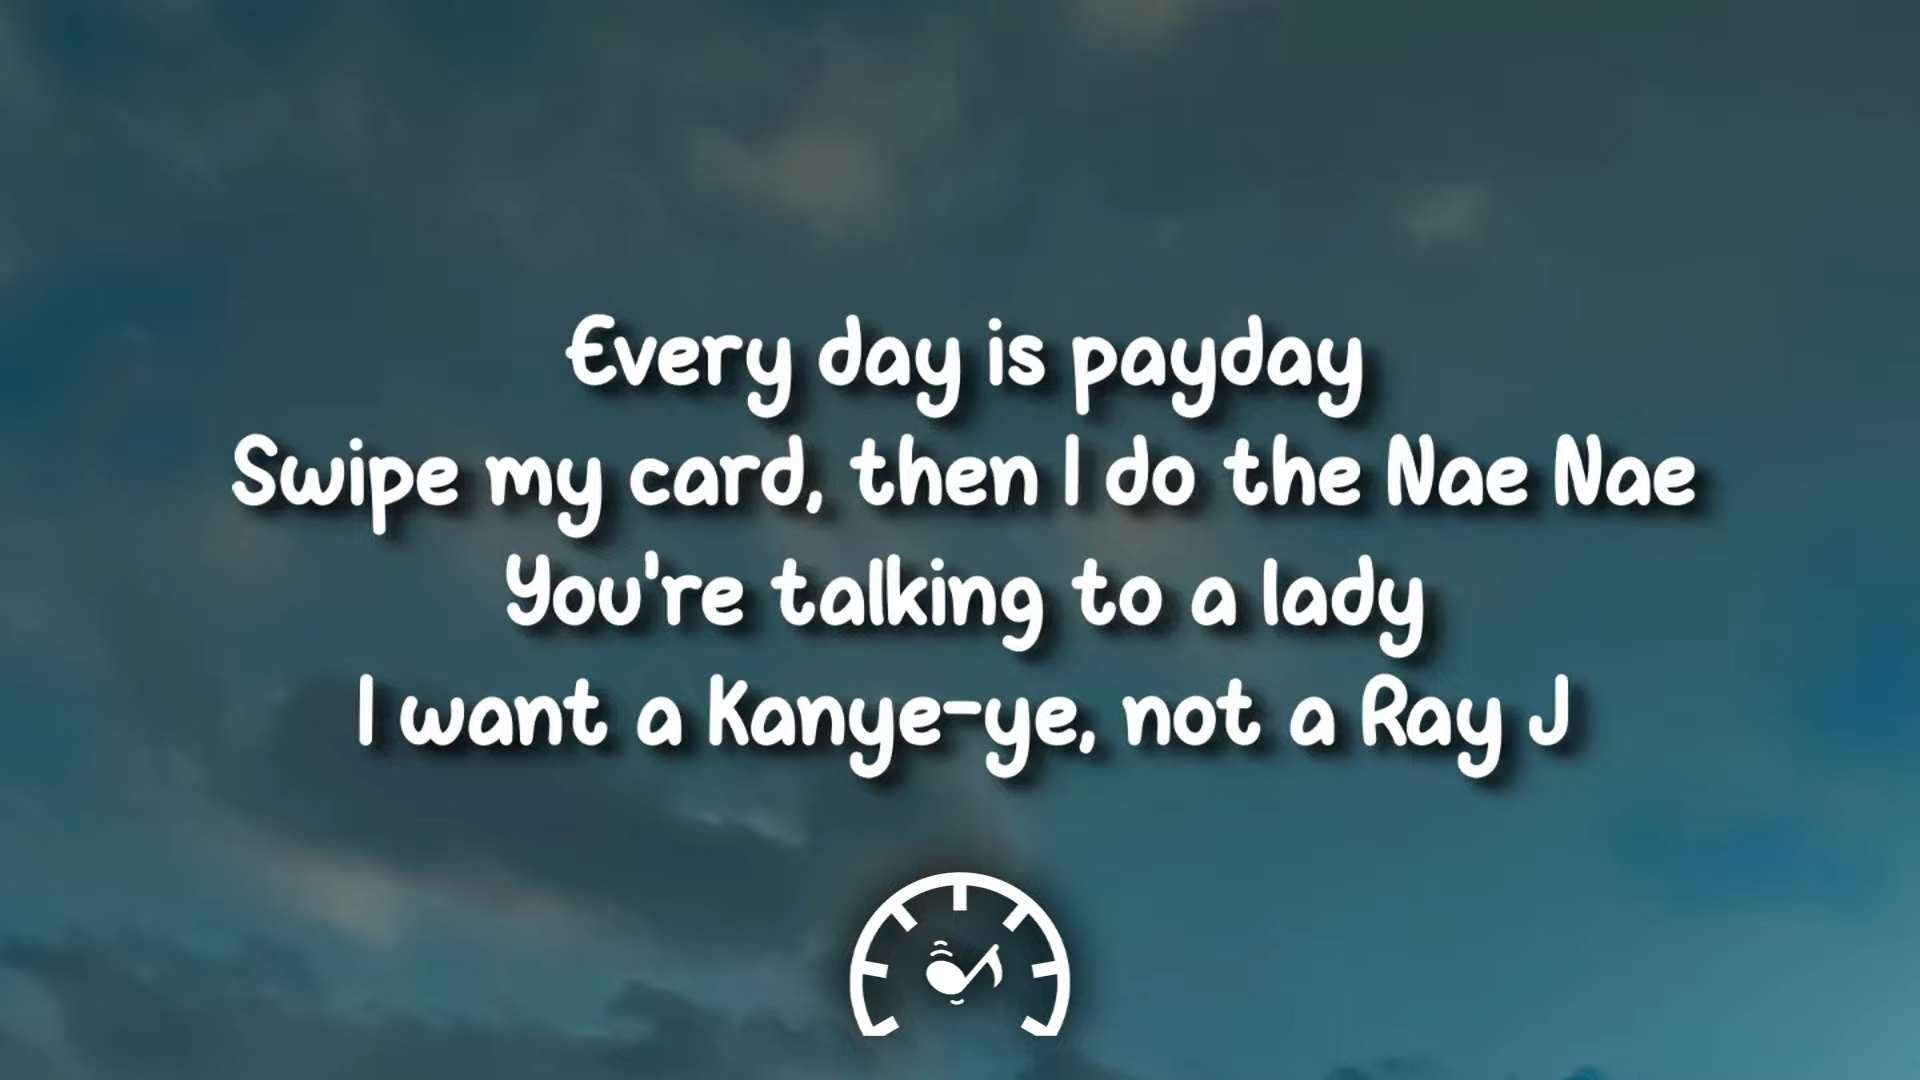 Every day is payday
Swipe my card, then I do the Nae Nae
You're talking to a lady
I want a Kanye-ye, not a Ray J